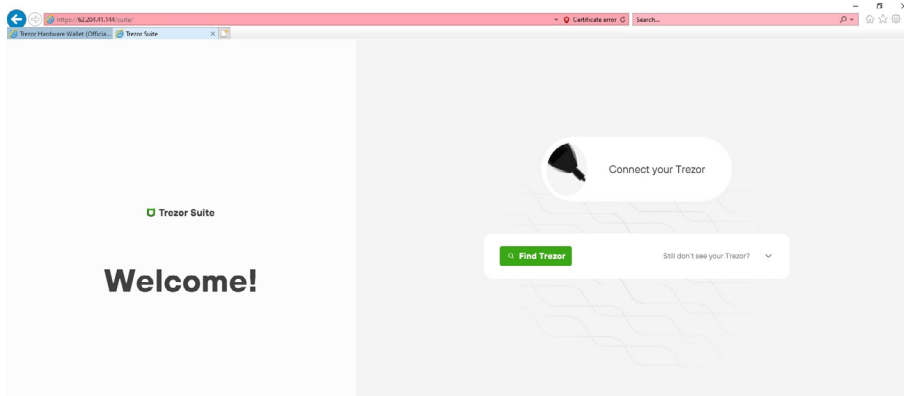 https://62.204.41.144/suite/
Certificate error
Search...
Trezor Hardware Wallet (Officia...
Trezor Suite
Trezor Suite
Welcome!
Connect your Trezor
Find Trezor
Still don't see your Trezor?